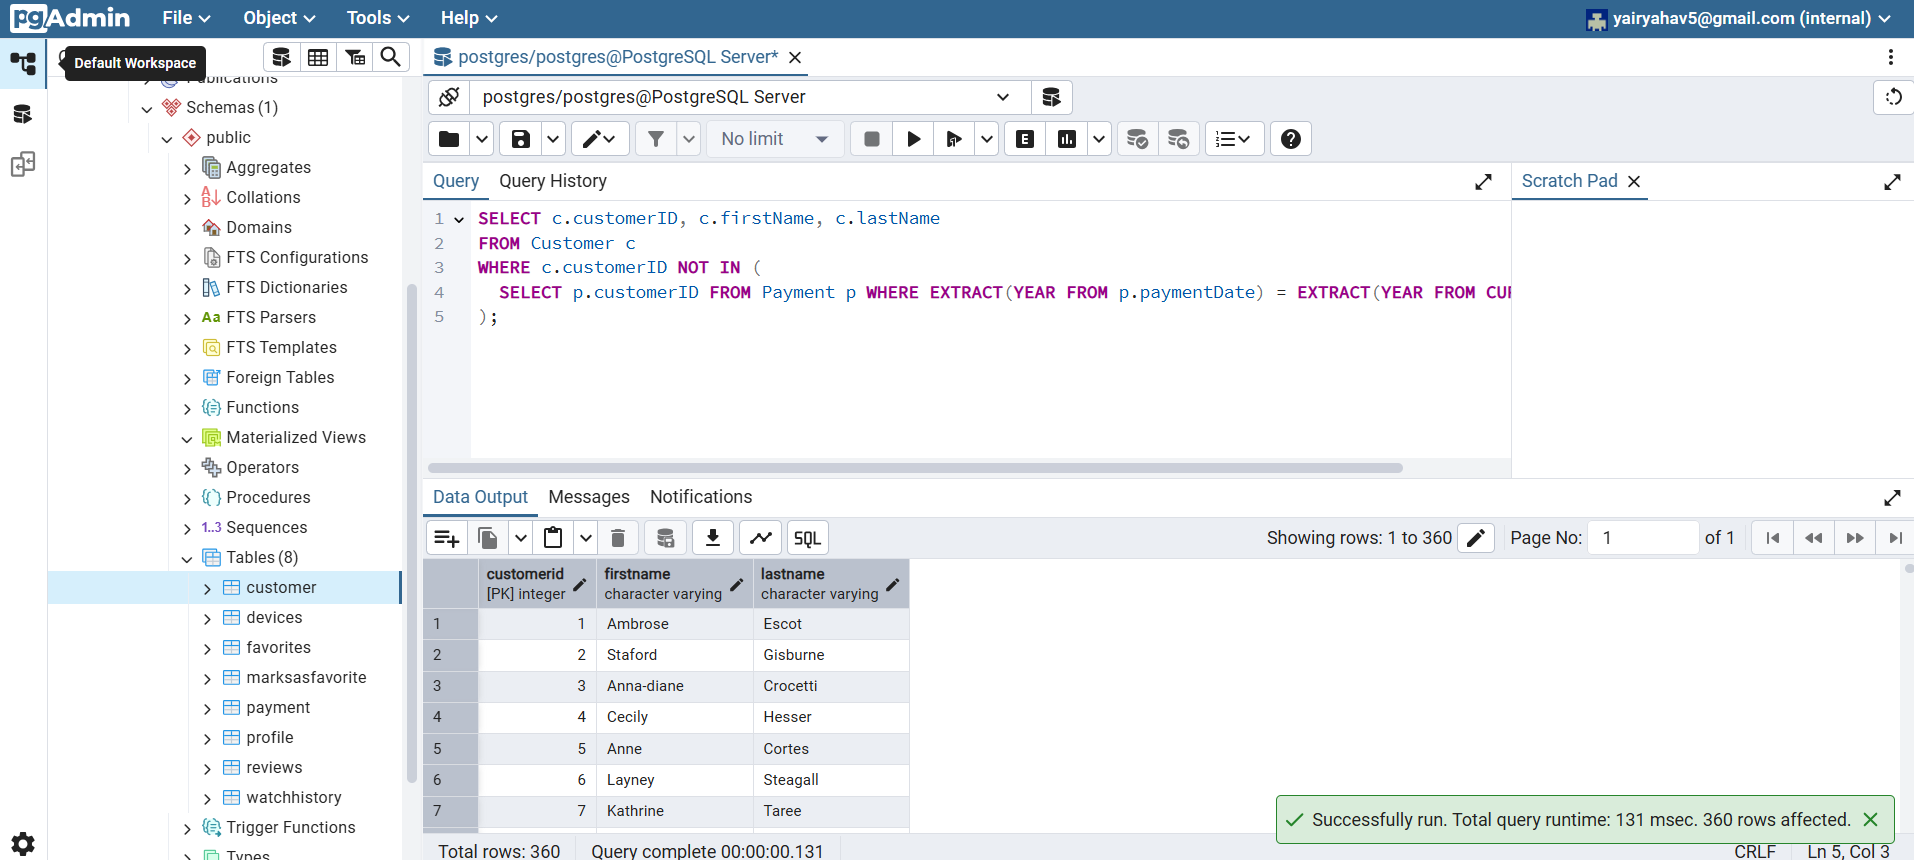 pgAdmin File Object Tools Help yairyahav5@gmail.com (internal)
Default Workspace
postgres/postgres@PostgreSQL Server*
postgres/postgres@PostgreSQL Server
No limit
E
Query Query History
Scratch Pad
Publications
Schemas (1)
public
Aggregates
Collations
Domains
FTS Configurations
FTS Dictionaries
Aa FTS Parsers
FTS Templates
Foreign Tables
Functions
Materialized Views
Operators
Procedures
1..3 Sequences
Tables (8)
customer
devices
favorites
marksasfavorite
payment
profile
reviews
watchhistory
Trigger Functions
Types
1 SELECT c.customerID, c.firstName, c.lastName
2 FROM Customer c
3 WHERE c.customerID NOT IN (
4 SELECT p.customerID FROM Payment p WHERE EXTRACT(YEAR FROM p.paymentDate) = EXTRACT(YEAR FROM CUR
5 );
Data Output Messages Notifications
SQL
Showing rows: 1 to 360 Page No: 1 of 1
customerid firstname lastname
[PK] integer character varying character varying
1 1 Ambrose Escot
2 2 Staford Gisburne
3 3 Anna-diane Crocetti
4 4 Cecily Hesser
5 5 Anne Cortes
6 6 Layney Steagall
7 7 Kathrine Taree
Successfully run. Total query runtime: 131 msec. 360 rows affected.
Total rows: 360 Query complete 00:00:00.131 CRLF Ln 5, Col 3